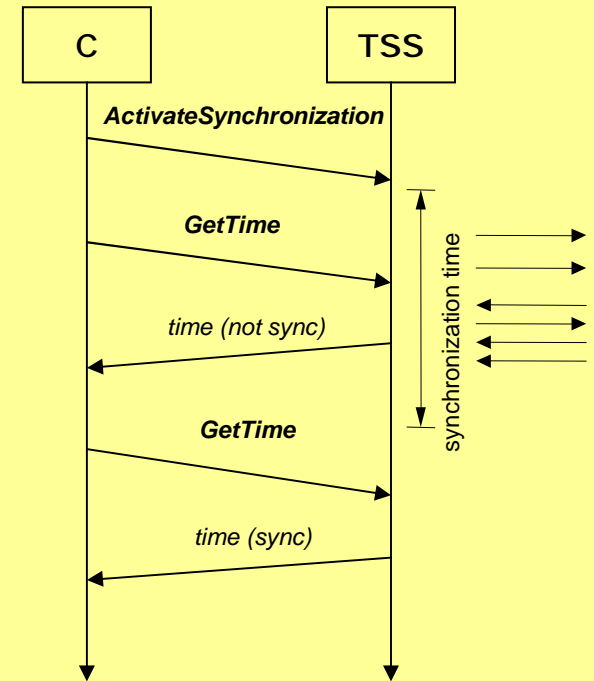 C
TSS
ActivateSynchronization
GetTime
time (not sync)
synchronization time
GetTime
time (sync)